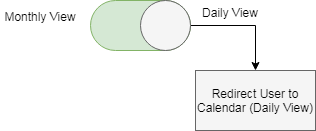 Monthly View
Daily View
Redirect User to
Calendar (Daily View)